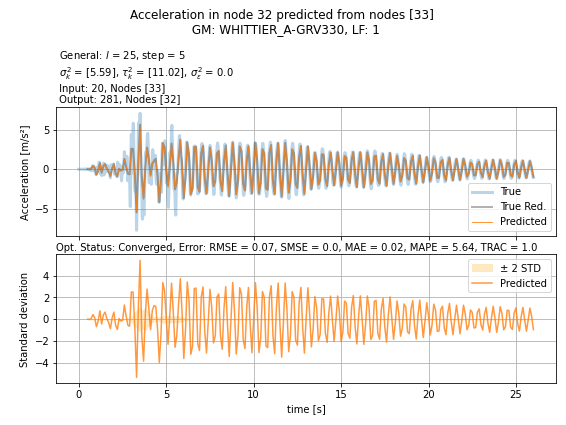 Acceleration in node 32 predicted from nodes [33]
GM: WHITTIER_A-GRV330, LF: 1
General: l = 25, step = 5
σ²ₖ = [5.59], τ²ₖ = [11.02], σ²_ε = 0.0
Input: 20, Nodes [33]
Output: 281, Nodes [32]
Acceleration [m/s²]
5
0
−5
True
True Red.
Predicted
Opt. Status: Converged, Error: RMSE = 0.07, SMSE = 0.0, MAE = 0.02, MAPE = 5.64, TRAC = 1.0
Standard deviation
4
2
0
−2
−4
± 2 STD
Predicted
0 5 10 15 20 25
time [s]